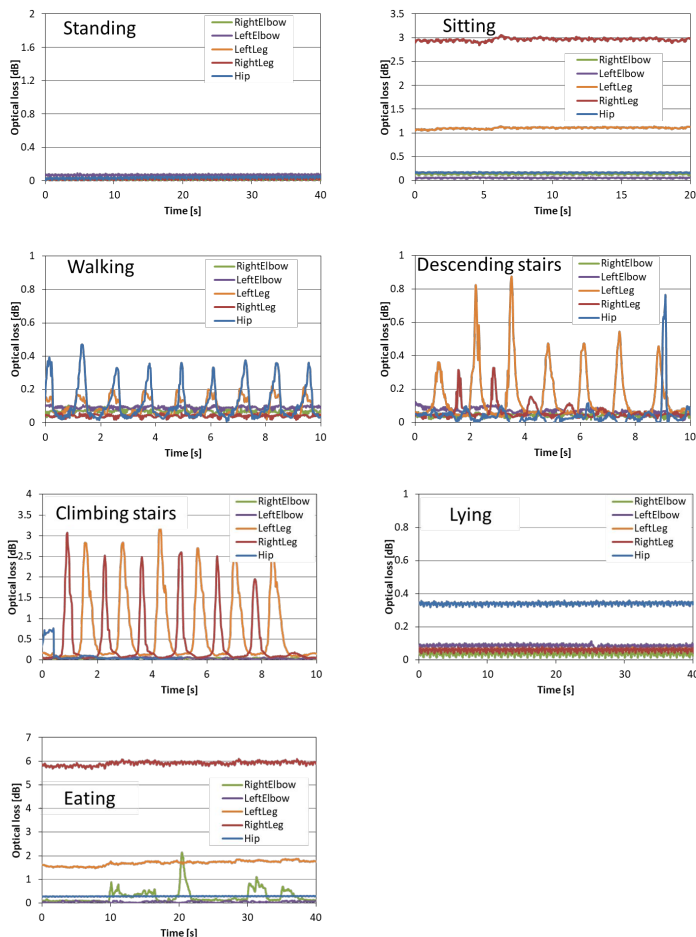 Standing
Optical loss [dB]
2
1.6
1.2
0.8
0.4
0
RightElbow
LeftElbow
LeftLeg
RightLeg
Hip
0 10 20 30 40
Time [s]
Sitting
Optical loss [dB]
3.5
3
2.5
2
1.5
1
0.5
0
RightElbow
LeftElbow
LeftLeg
RightLeg
Hip
0 5 10 15 20
Time [s]
Walking
Optical loss [dB]
1
0.8
0.6
0.4
0.2
0
RightElbow
LeftElbow
LeftLeg
RightLeg
Hip
0 2 4 6 8 10
Time [s]
Descending stairs
Optical loss [dB]
1
0.8
0.6
0.4
0.2
0
RightElbow
LeftElbow
LeftLeg
RightLeg
Hip
0 2 4 6 8 10
Time [s]
Climbing stairs
Optical loss [dB]
4
3.5
3
2.5
2
1.5
1
0.5
0
RightElbow
LeftElbow
LeftLeg
RightLeg
Hip
0 2 4 6 8 10
Time [s]
Lying
Optical loss [dB]
1
0.8
0.6
0.4
0.2
0
RightElbow
LeftElbow
LeftLeg
RightLeg
Hip
0 10 20 30 40
Time [s]
Eating
Optical loss [dB]
7
6
5
4
3
2
1
0
RightElbow
LeftElbow
LeftLeg
RightLeg
Hip
0 10 20 30 40
Time [s]